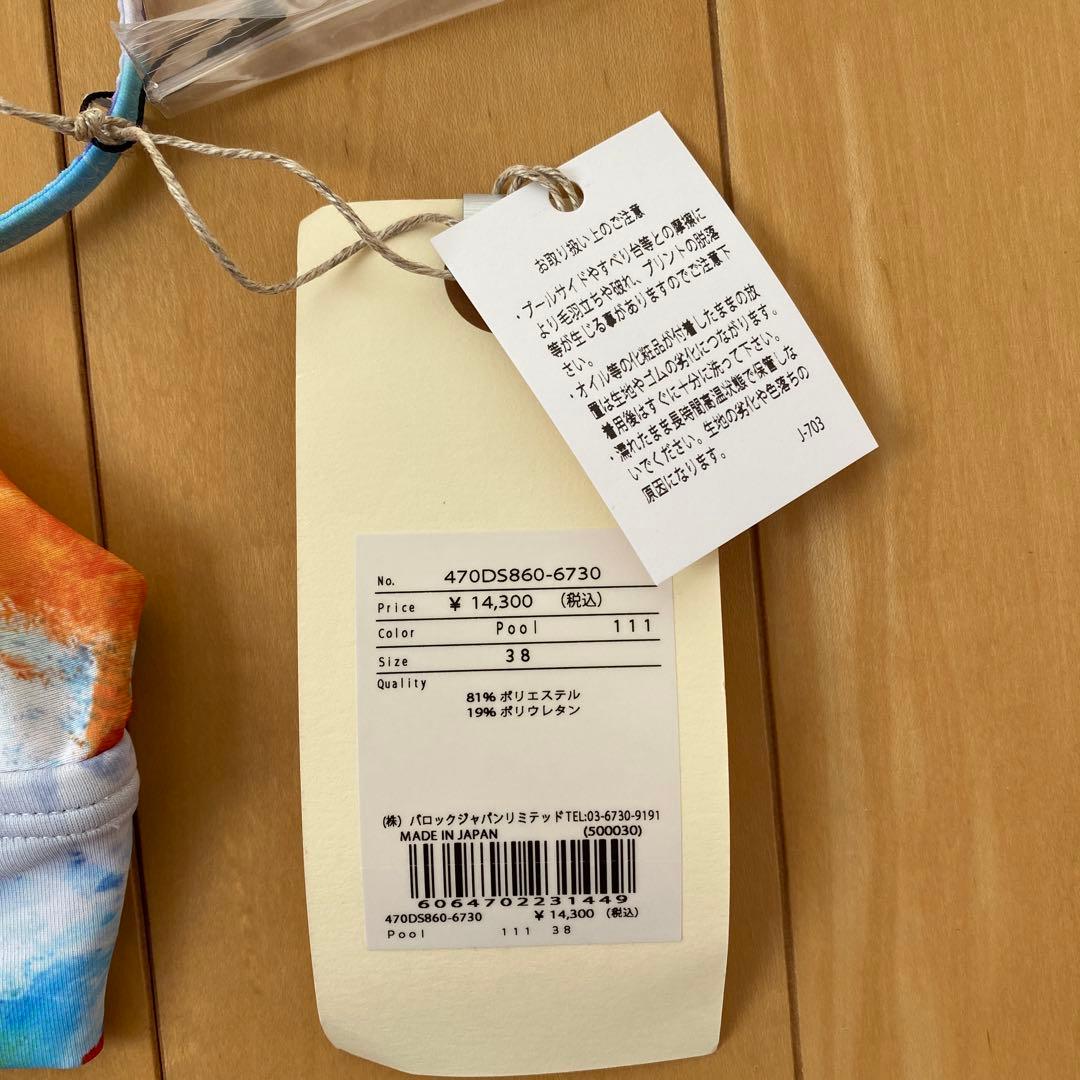 お取り扱い上のご注意
・プールサイドやすべり台等との摩擦に
より毛羽立ちや破れ、プリントの脱落
等が生じる事がありますのでご注意下
さい。
・オイル等の化粧品が付着したままの放
置は生地やゴムの劣化につながります。
着用後はすぐに十分に洗って下さい。
・濡れたまま長時間高温状態で保管しな
いでください。生地の劣化や色落ちの
原因になります。
J-703
No. 470DS860-6730
Price ¥ 14,300 （税込）
Color Pool 111
Size 38
Quality
81% ポリエステル
19% ポリウレタン
（株）バロックジャパンリミテッド TEL:03-6730-9191
MADE IN JAPAN (500030)
6064702231449
470DS860-6730 ¥ 14,300 （税込）
Pool 111 38